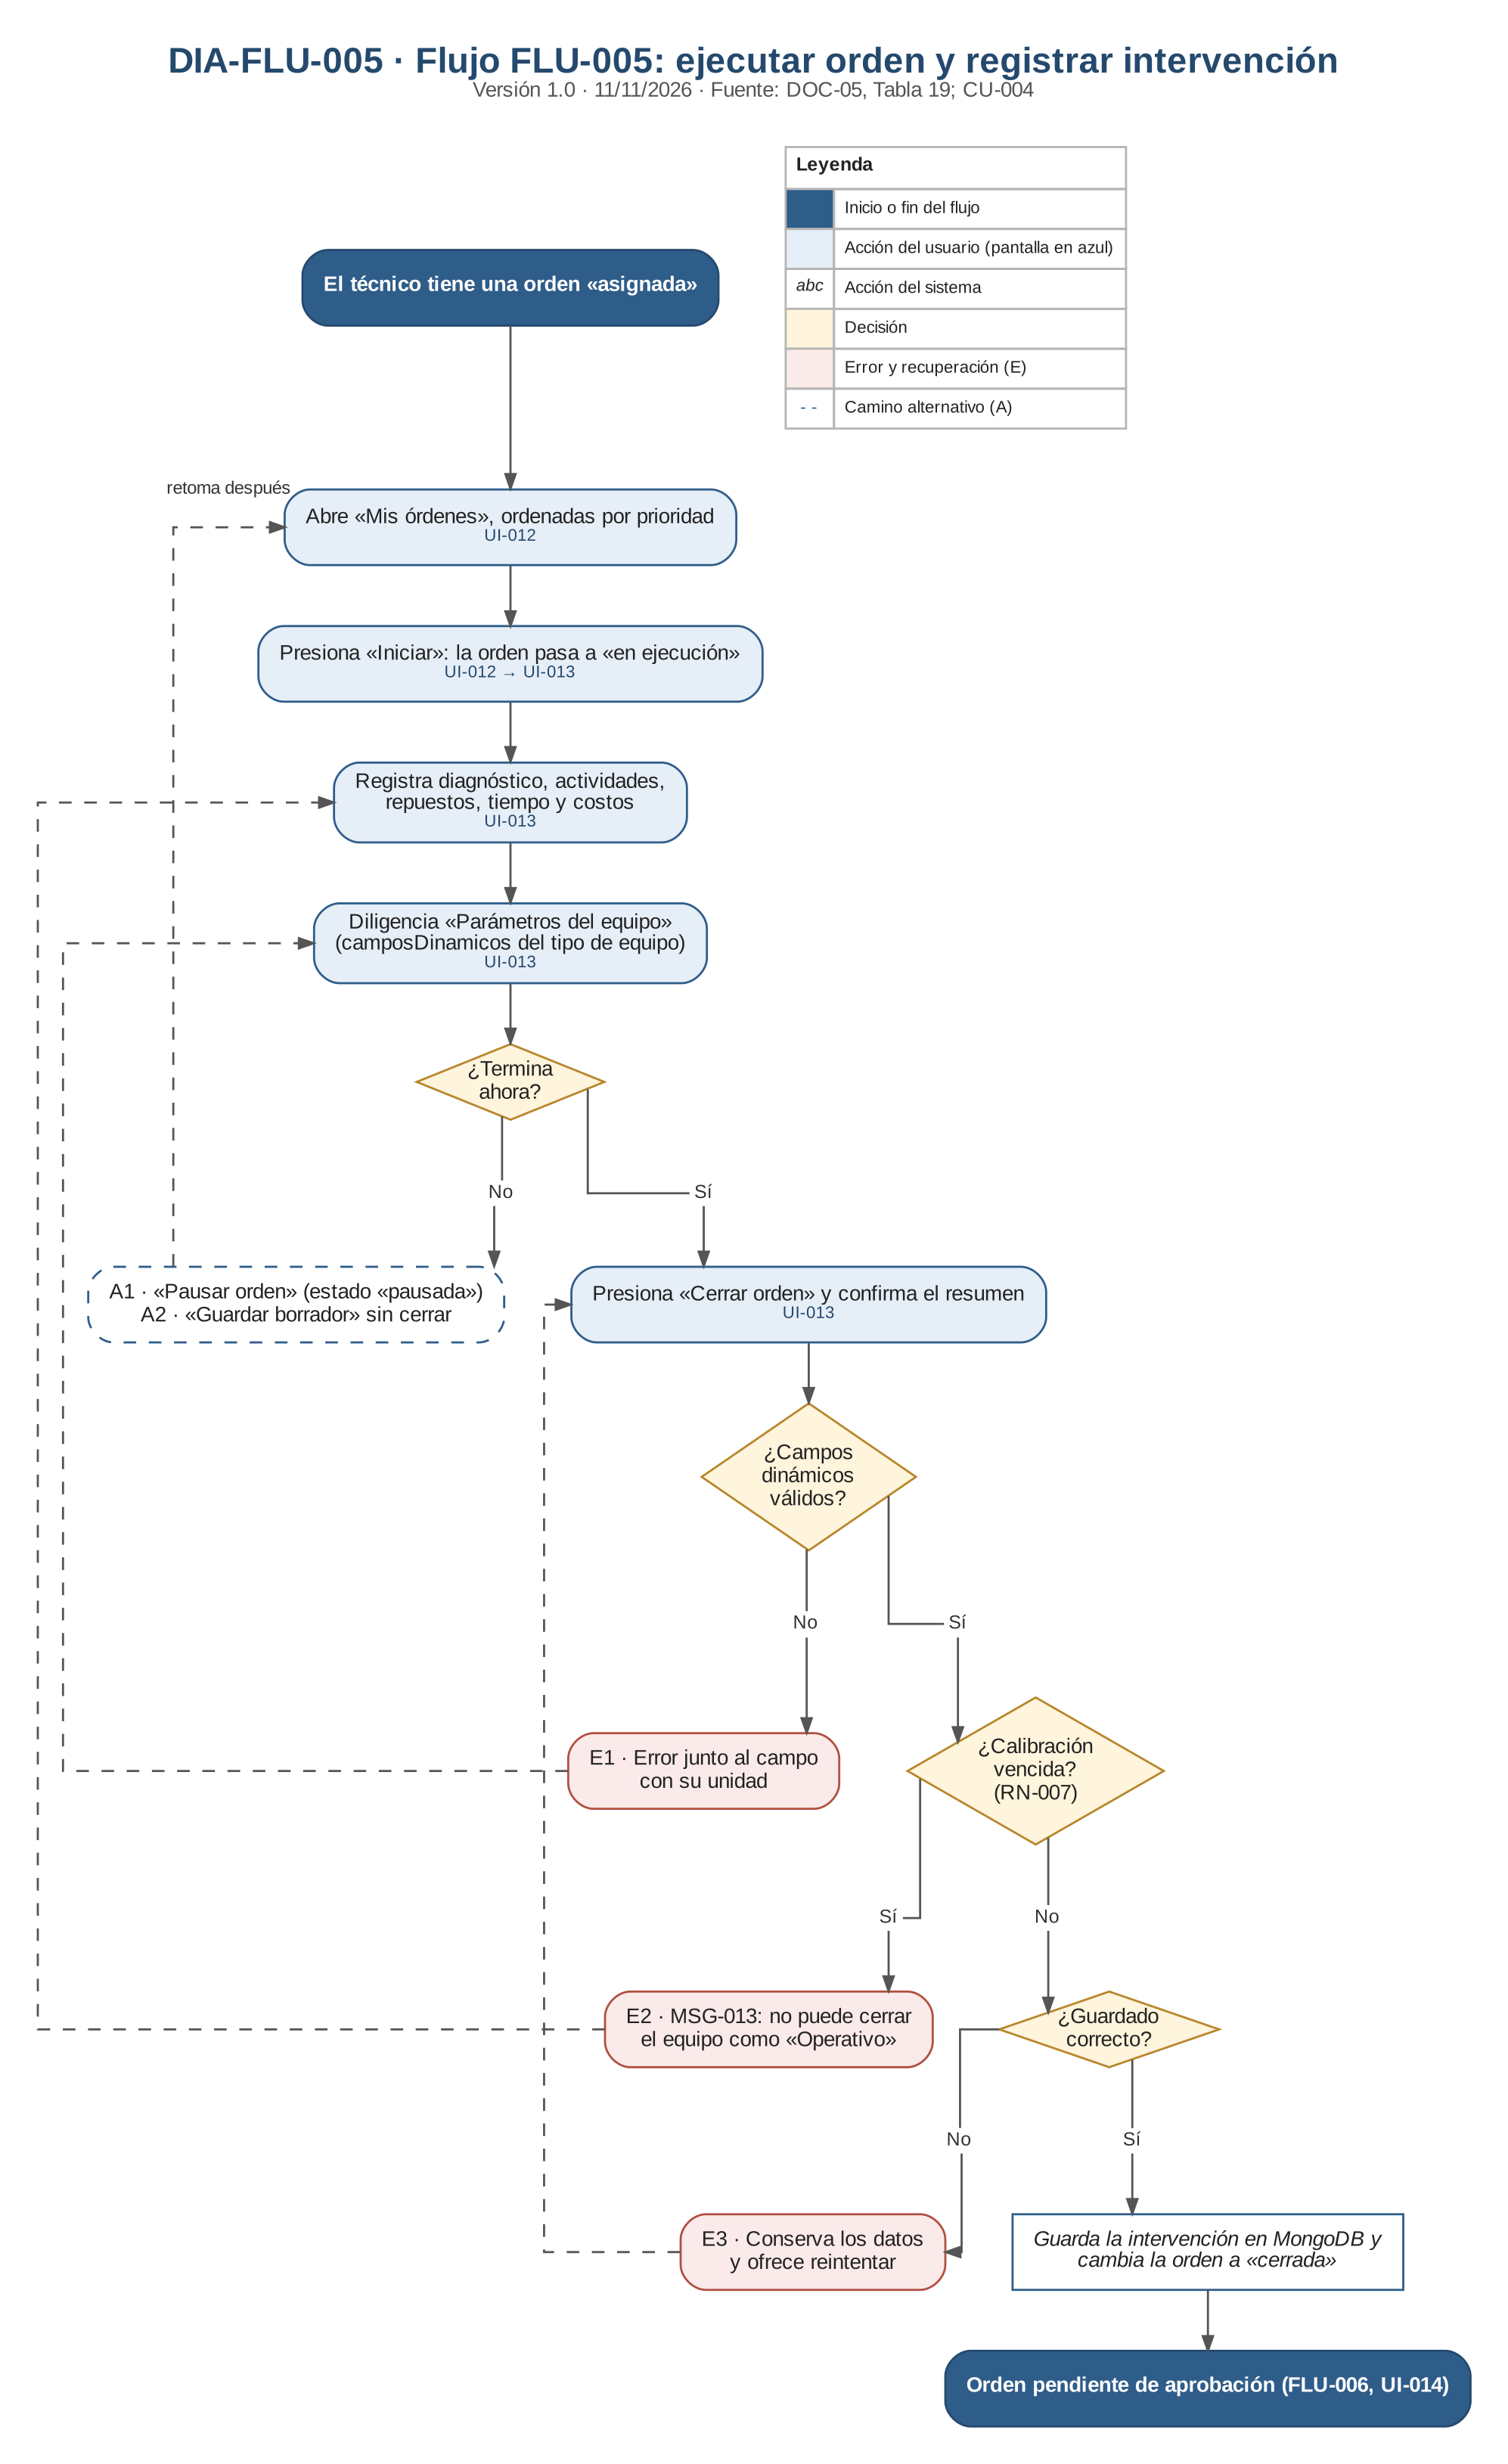 DIA-FLU-005 · Flujo FLU-005: ejecutar orden y registrar intervención
Versión 1.0 · 11/11/2026 · Fuente: DOC-05, Tabla 19; CU-004
Leyenda
Inicio o fin del flujo
Acción del usuario (pantalla en azul)
abc Acción del sistema
Decisión
Error y recuperación (E)
- - Camino alternativo (A)
El técnico tiene una orden «asignada»
retoma después
Abre «Mis órdenes», ordenadas por prioridad
UI-012
Presiona «Iniciar»: la orden pasa a «en ejecución»
UI-012 → UI-013
Registra diagnóstico, actividades,
repuestos, tiempo y costos
UI-013
Diligencia «Parámetros del equipo»
(camposDinamicos del tipo de equipo)
UI-013
¿Termina
ahora?
No
Sí
A1 · «Pausar orden» (estado «pausada»)
A2 · «Guardar borrador» sin cerrar
Presiona «Cerrar orden» y confirma el resumen
UI-013
¿Campos
dinámicos
válidos?
No
Sí
E1 · Error junto al campo
con su unidad
¿Calibración
vencida?
(RN-007)
Sí
No
E2 · MSG-013: no puede cerrar
el equipo como «Operativo»
¿Guardado
correcto?
No
Sí
E3 · Conserva los datos
y ofrece reintentar
Guarda la intervención en MongoDB y
cambia la orden a «cerrada»
Orden pendiente de aprobación (FLU-006, UI-014)